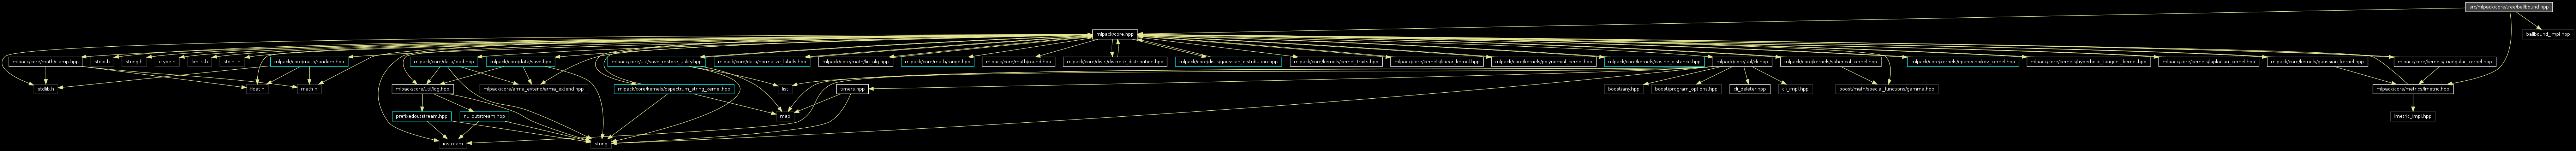 src/mlpack/core/tree/ballbound.hpp
mlpack/core.hpp
ballbound_impl.hpp
mlpack/core/math/clamp.hpp
stdio.h
string.h
ctype.h
limits.h
stdint.h
mlpack/core/math/random.hpp
mlpack/core/data/load.hpp
mlpack/core/data/save.hpp
mlpack/core/util/save_restore_utility.hpp
mlpack/core/data/normalize_labels.hpp
mlpack/core/math/lin_alg.hpp
mlpack/core/math/range.hpp
mlpack/core/math/round.hpp
mlpack/core/dists/discrete_distribution.hpp
mlpack/core/dists/gaussian_distribution.hpp
mlpack/core/kernels/kernel_traits.hpp
mlpack/core/kernels/linear_kernel.hpp
mlpack/core/kernels/polynomial_kernel.hpp
mlpack/core/kernels/cosine_distance.hpp
mlpack/core/util/cli.hpp
mlpack/core/kernels/spherical_kernel.hpp
mlpack/core/kernels/epanechnikov_kernel.hpp
mlpack/core/kernels/hyperbolic_tangent_kernel.hpp
mlpack/core/kernels/laplacian_kernel.hpp
mlpack/core/kernels/gaussian_kernel.hpp
mlpack/core/kernels/triangular_kernel.hpp
stdlib.h
float.h
math.h
mlpack/core/util/log.hpp
mlpack/core/arma_extend/arma_extend.hpp
mlpack/core/kernels/pspectrum_string_kernel.hpp
list
timers.hpp
boost/any.hpp
boost/program_options.hpp
cli_deleter.hpp
cli_impl.hpp
boost/math/special_functions/gamma.hpp
mlpack/core/metrics/lmetric.hpp
prefixedoutstream.hpp
nulloutstream.hpp
map
lmetric_impl.hpp
iostream
string